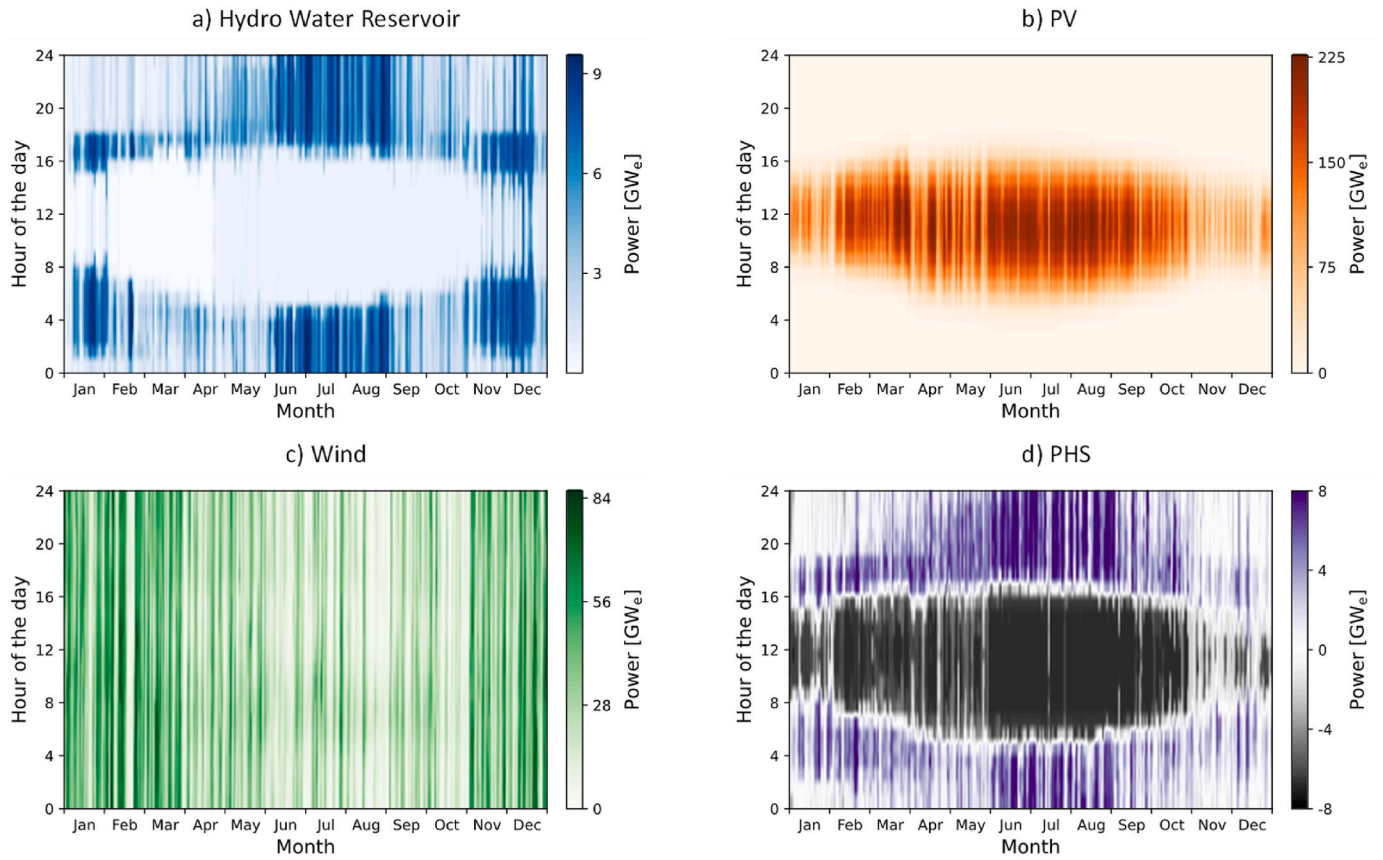 a) Hydro Water Reservoir
24
20
16
12
8
4
0
Hour of the day
Jan Feb Mar Apr May Jun Jul Aug Sep Oct Nov Dec
Month
9
6
3
Power [GWₑ]
b) PV
24
20
16
12
8
4
0
Hour of the day
Jan Feb Mar Apr May Jun Jul Aug Sep Oct Nov Dec
Month
225
150
75
0
Power [GWₑ]
c) Wind
24
20
16
12
8
4
0
Hour of the day
Jan Feb Mar Apr May Jun Jul Aug Sep Oct Nov Dec
Month
84
56
28
0
Power [GWₑ]
d) PHS
24
20
16
12
8
4
0
Hour of the day
Jan Feb Mar Apr May Jun Jul Aug Sep Oct Nov Dec
Month
8
4
0
-4
-8
Power [GWₑ]